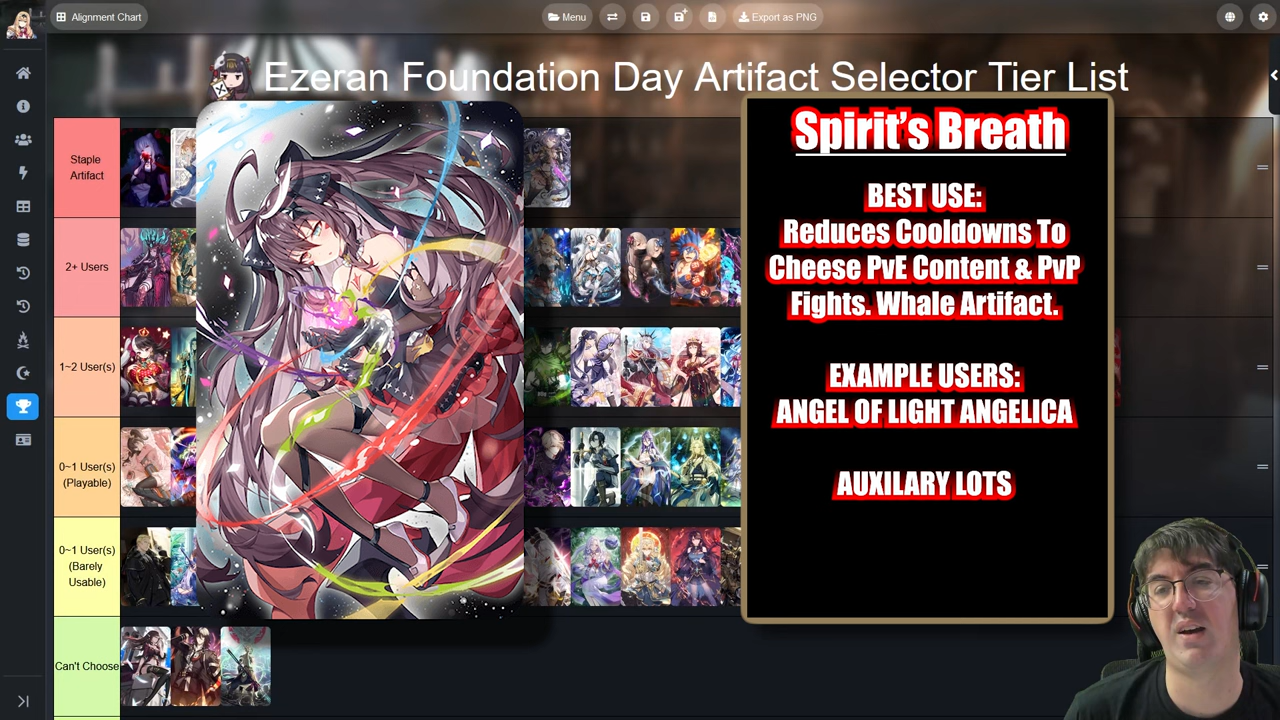 Alignment Chart
Menu
Export as PNG
Ezeran Foundation Day Artifact Selector Tier List
Staple
Artifact
2+ Users
1~2 User(s)
0~1 User(s)
(Playable)
0~1 User(s)
(Barely
Usable)
Can't Choose
Spirit's Breath
BEST USE:
Reduces Cooldowns To
Cheese PvE Content & PvP
Fights. Whale Artifact.
EXAMPLE USERS:
ANGEL OF LIGHT ANGELICA
AUXILARY LOTS